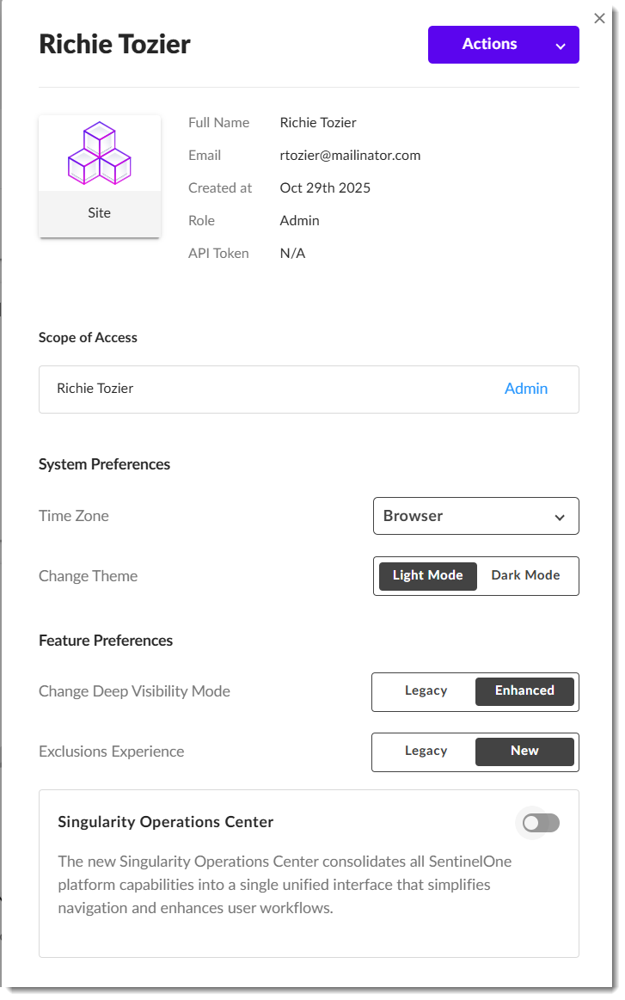 Richie Tozier
Actions
Site
Full Name Richie Tozier
Email rtozier@mailinator.com
Created at Oct 29th 2025
Role Admin
API Token N/A
Scope of Access
Richie Tozier Admin
System Preferences
Time Zone Browser
Change Theme Light Mode Dark Mode
Feature Preferences
Change Deep Visibility Mode Legacy Enhanced
Exclusions Experience Legacy New
Singularity Operations Center
The new Singularity Operations Center consolidates all SentinelOne
platform capabilities into a single unified interface that simplifies
navigation and enhances user workflows.